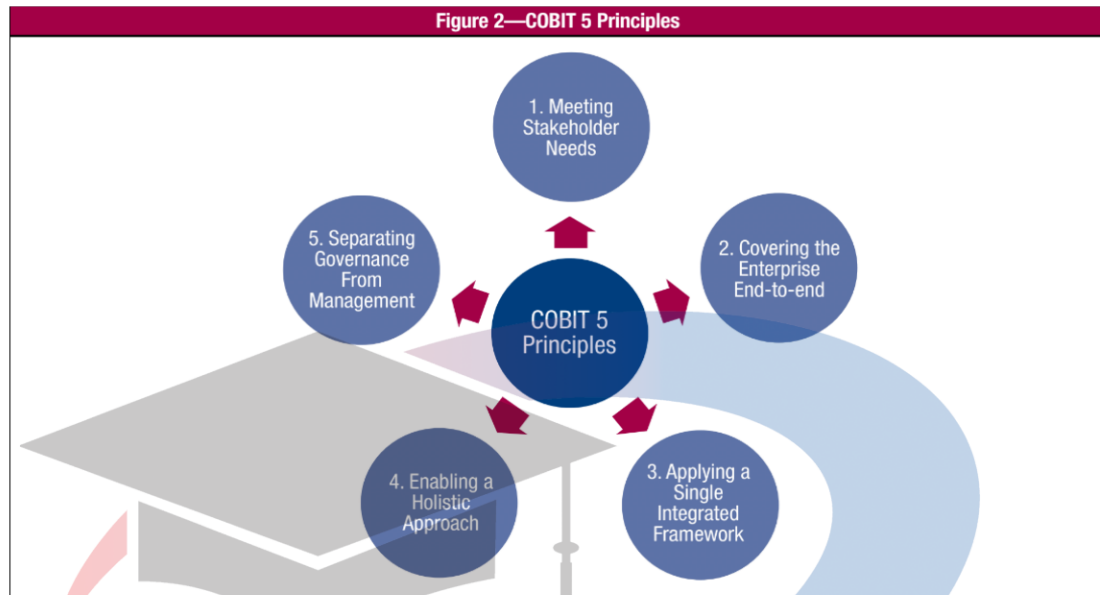 Figure 2—COBIT 5 Principles
1. Meeting
Stakeholder
Needs
2. Covering the
Enterprise
End-to-end
3. Applying a
Single
Integrated
Framework
4. Enabling a
Holistic
Approach
5. Separating
Governance
From
Management
COBIT 5
Principles